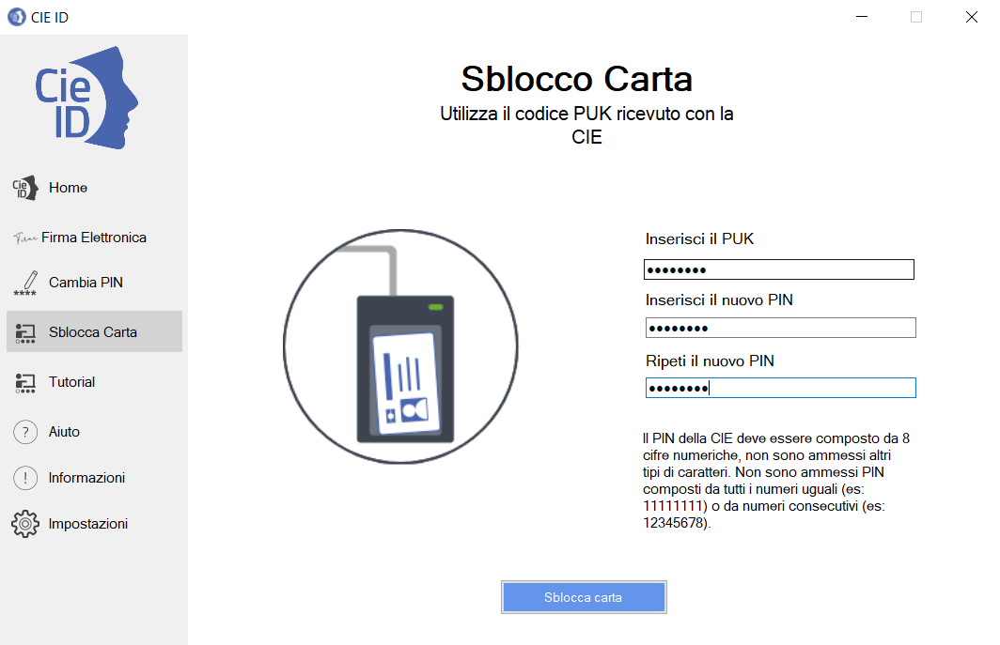 CIE ID
Cie
ID
Cie
ID
Home
Firma
Firma Elettronica
****
Cambia PIN
Sblocca Carta
Tutorial
?
Aiuto
!
Informazioni
Impostazioni
Sblocco Carta
Utilizza il codice PUK ricevuto con la
CIE
Inserisci il PUK
●●●●●●●●
Inserisci il nuovo PIN
●●●●●●●●
Ripeti il nuovo PIN
●●●●●●●●
Il PIN della CIE deve essere composto da 8
cifre numeriche, non sono ammessi altri
tipi di caratteri. Non sono ammessi PIN
composti da tutti i numeri uguali (es:
11111111) o da numeri consecutivi (es:
12345678).
Sblocca carta